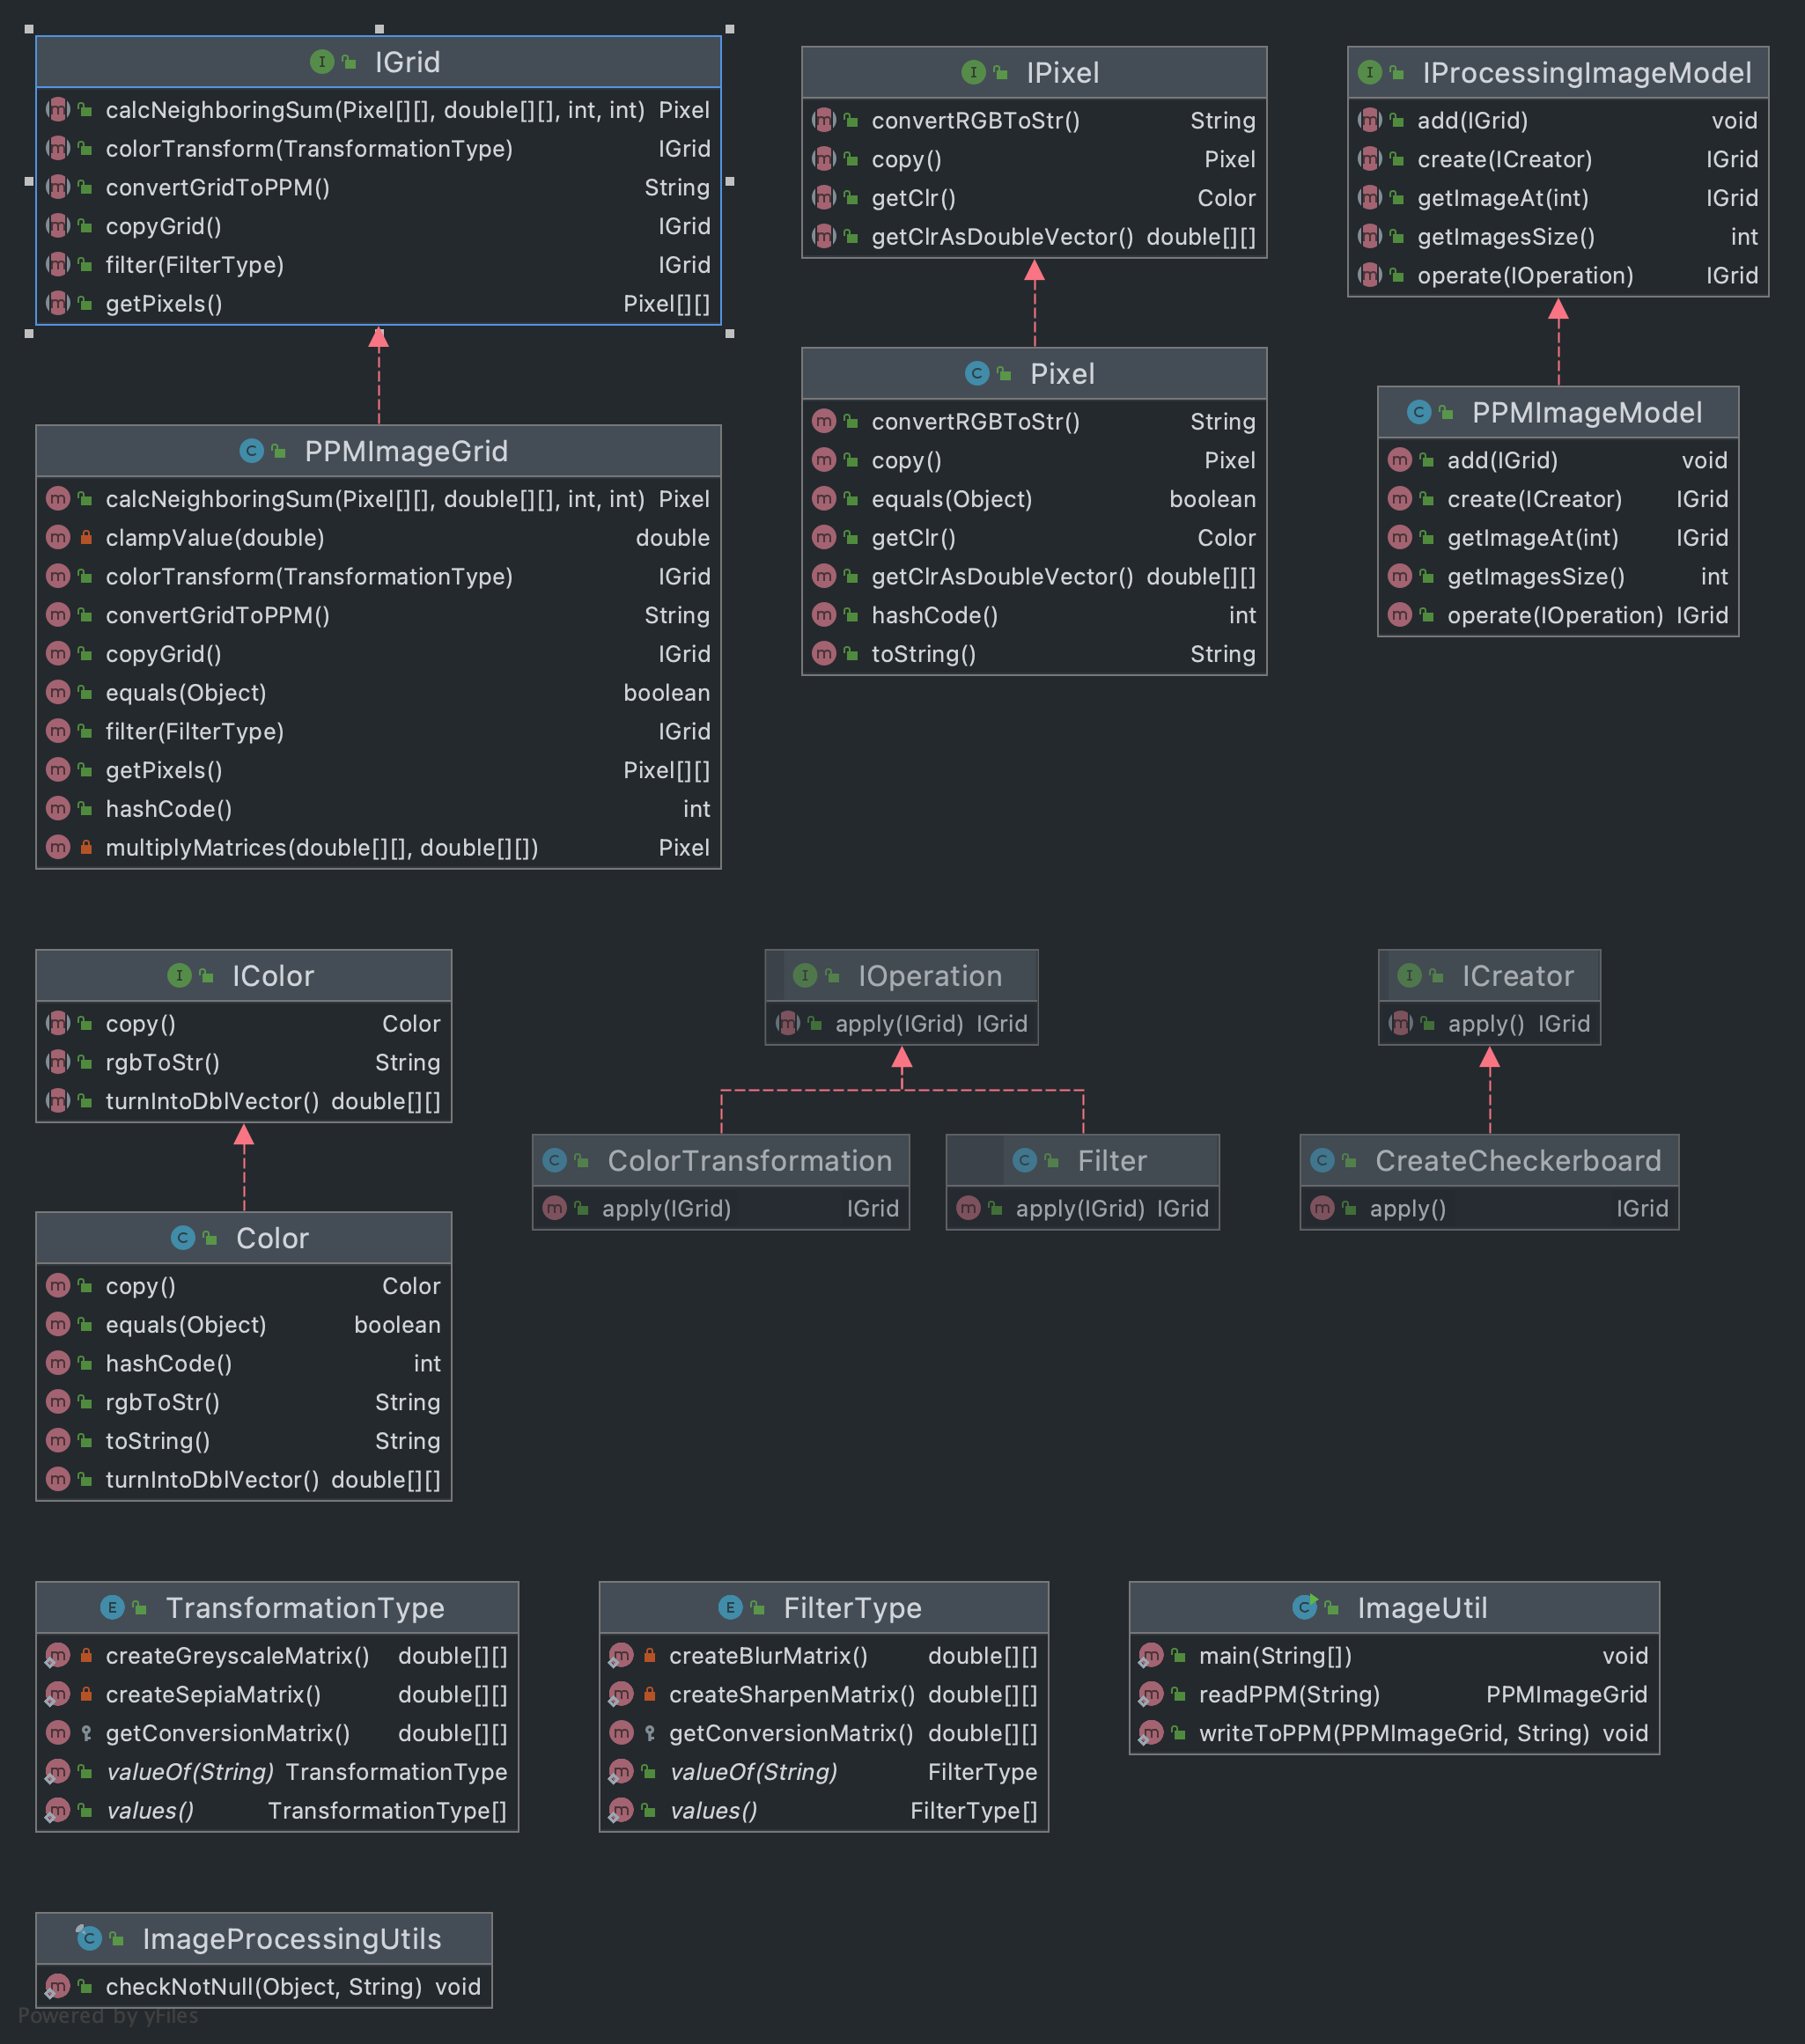 IGrid
calcNeighboringSum(Pixel[][], double[][], int, int) Pixel
colorTransform(TransformationType) IGrid
convertGridToPPM() String
copyGrid() IGrid
filter(FilterType) IGrid
getPixels() Pixel[][]
IPixel
convertRGBToStr() String
copy() Pixel
getClr() Color
getClrAsDoubleVector() double[][]
IProcessingImageModel
add(IGrid) void
create(ICreator) IGrid
getImageAt(int) IGrid
getImagesSize() int
operate(IOperation) IGrid
PPMImageGrid
calcNeighboringSum(Pixel[][], double[][], int, int) Pixel
clampValue(double) double
colorTransform(TransformationType) IGrid
convertGridToPPM() String
copyGrid() IGrid
equals(Object) boolean
filter(FilterType) IGrid
getPixels() Pixel[][]
hashCode() int
multiplyMatrices(double[][], double[][]) Pixel
Pixel
convertRGBToStr() String
copy() Pixel
equals(Object) boolean
getClr() Color
getClrAsDoubleVector() double[][]
hashCode() int
toString() String
PPMImageModel
add(IGrid) void
create(ICreator) IGrid
getImageAt(int) IGrid
getImagesSize() int
operate(IOperation) IGrid
IColor
copy() Color
rgbToStr() String
turnIntoDblVector() double[][]
IOperation
apply(IGrid) IGrid
ICreator
apply() IGrid
ColorTransformation
apply(IGrid) IGrid
Filter
apply(IGrid) IGrid
CreateCheckerboard
apply() IGrid
Color
copy() Color
equals(Object) boolean
hashCode() int
rgbToStr() String
toString() String
turnIntoDblVector() double[][]
TransformationType
createGreyscaleMatrix() double[][]
createSepiaMatrix() double[][]
getConversionMatrix() double[][]
valueOf(String) TransformationType
values() TransformationType[]
FilterType
createBlurMatrix() double[][]
createSharpenMatrix() double[][]
getConversionMatrix() double[][]
valueOf(String) FilterType
values() FilterType[]
ImageUtil
main(String[]) void
readPPM(String) PPMImageGrid
writeToPPM(PPMImageGrid, String) void
ImageProcessingUtils
checkNotNull(Object, String) void
Powered by yFiles